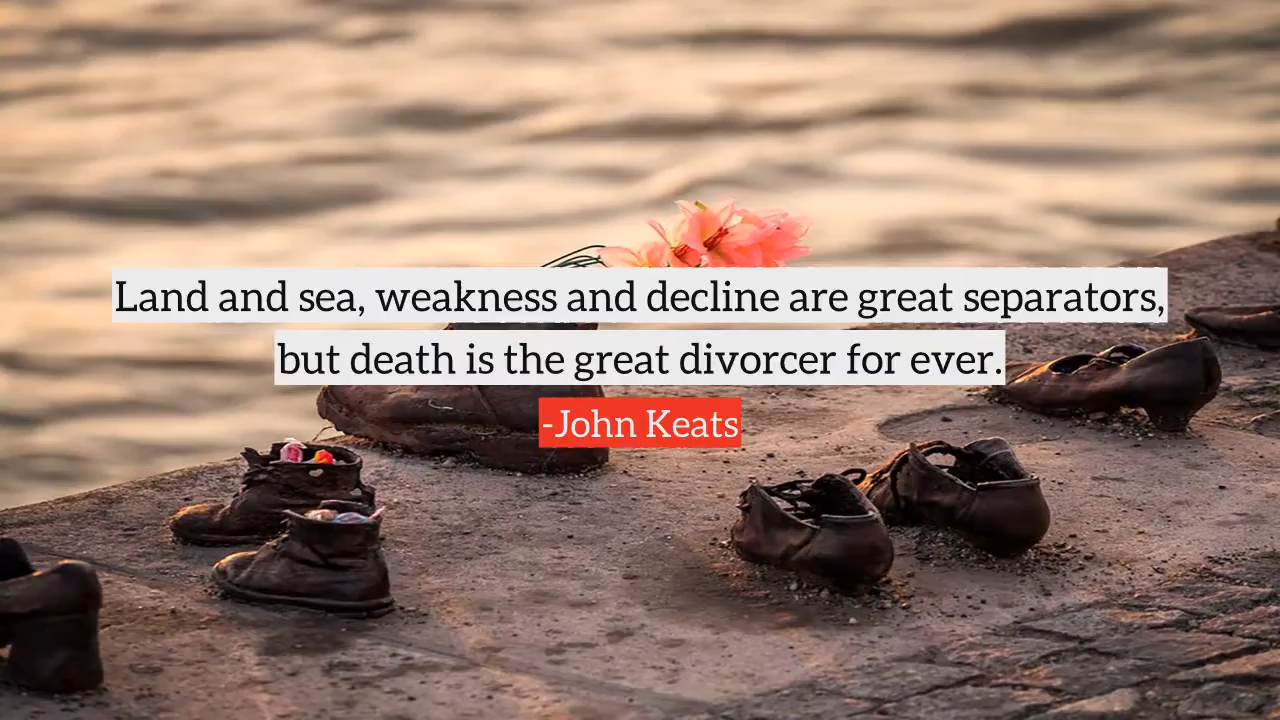 Land and sea, weakness and decline are great separators,
but death is the great divorcer for ever.
-John Keats